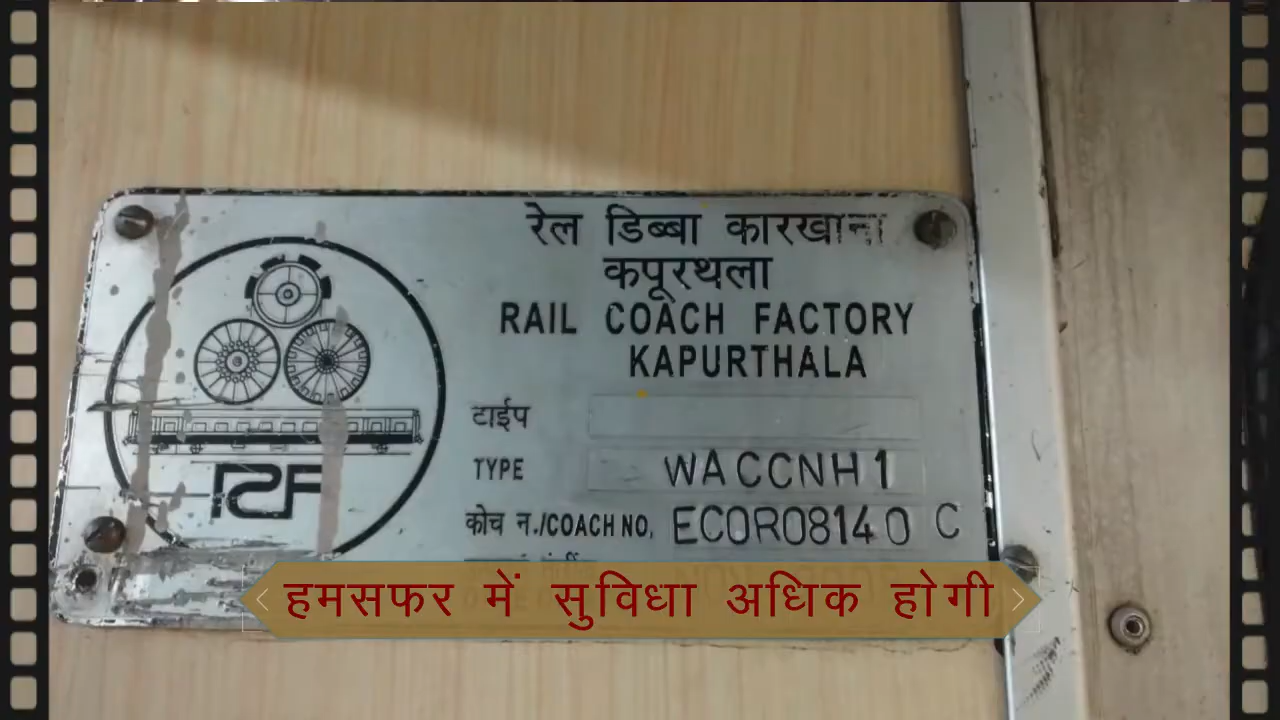 रेल डिब्बा कारखाना
कपूरथला
RAIL COACH FACTORY
KAPURTHALA
टाईप
TYPE WACCNH1
कोच न./COACH NO. ECOR08140 C
RCF
हमसफर में सुविधा अधिक होगी